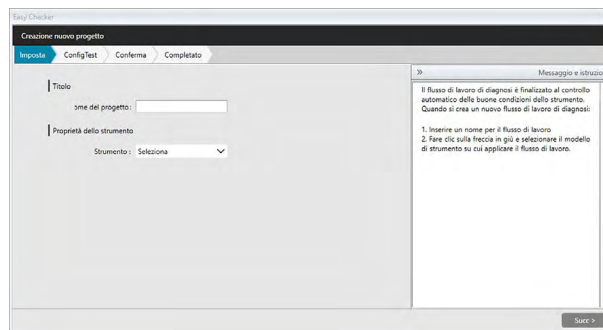 Easy Checker
Creazione nuovo progetto
Imposta
ConfigTest
Conferma
Completato
Titolo
ome del progetto:
Proprietà dello strumento
Strumento : Seleziona
» Messaggio e istruzio
Il flusso di lavoro di diagnosi è finalizzato al controllo
automatico delle buone condizioni dello strumento.
Quando si crea un nuovo flusso di lavoro di diagnosi:
1. Inserire un nome per il flusso di lavoro
2. Fare clic sulla freccia in giù e selezionare il modello
di strumento su cui applicare il flusso di lavoro.
Succ >